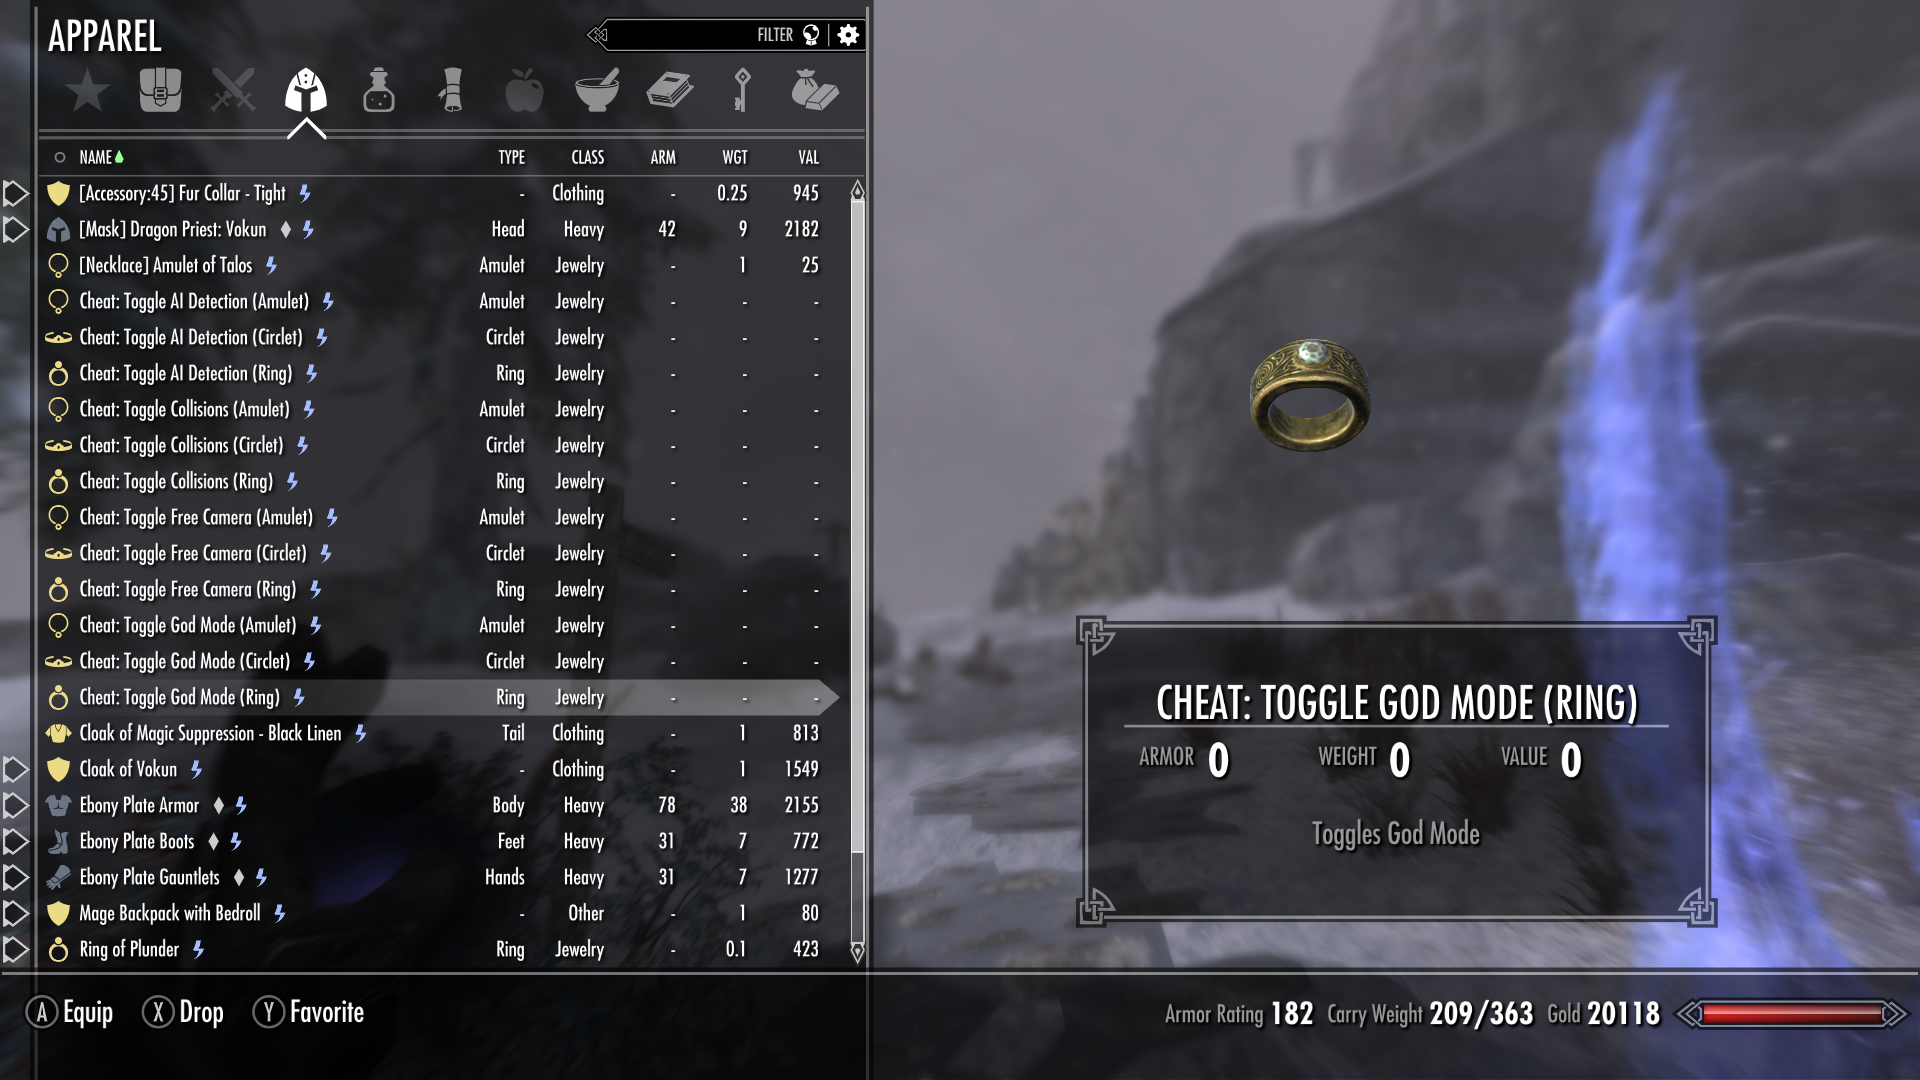 APPAREL
FILTER
NAME TYPE CLASS ARM WGT VAL
[Accessory:45] Fur Collar - Tight - Clothing - 0.25 945
[Mask] Dragon Priest: Vokun Head Heavy 42 9 2182
[Necklace] Amulet of Talos Amulet Jewelry - 1 25
Cheat: Toggle AI Detection (Amulet) Amulet Jewelry - - -
Cheat: Toggle AI Detection (Circlet) Circlet Jewelry - - -
Cheat: Toggle AI Detection (Ring) Ring Jewelry - - -
Cheat: Toggle Collisions (Amulet) Amulet Jewelry - - -
Cheat: Toggle Collisions (Circlet) Circlet Jewelry - - -
Cheat: Toggle Collisions (Ring) Ring Jewelry - - -
Cheat: Toggle Free Camera (Amulet) Amulet Jewelry - - -
Cheat: Toggle Free Camera (Circlet) Circlet Jewelry - - -
Cheat: Toggle Free Camera (Ring) Ring Jewelry - - -
Cheat: Toggle God Mode (Amulet) Amulet Jewelry - - -
Cheat: Toggle God Mode (Circlet) Circlet Jewelry - - -
Cheat: Toggle God Mode (Ring) Ring Jewelry - - -
Cloak of Magic Suppression - Black Linen Tail Clothing - 1 813
Cloak of Vokun - Clothing - 1 1549
Ebony Plate Armor Body Heavy 78 38 2155
Ebony Plate Boots Feet Heavy 31 7 772
Ebony Plate Gauntlets Hands Heavy 31 7 1277
Mage Backpack with Bedroll - Other - 1 80
Ring of Plunder Ring Jewelry - 0.1 423
CHEAT: TOGGLE GOD MODE (RING)
ARMOR 0 WEIGHT 0 VALUE 0
Toggles God Mode
A Equip X Drop Y Favorite
Armor Rating 182 Carry Weight 209/363 Gold 20118